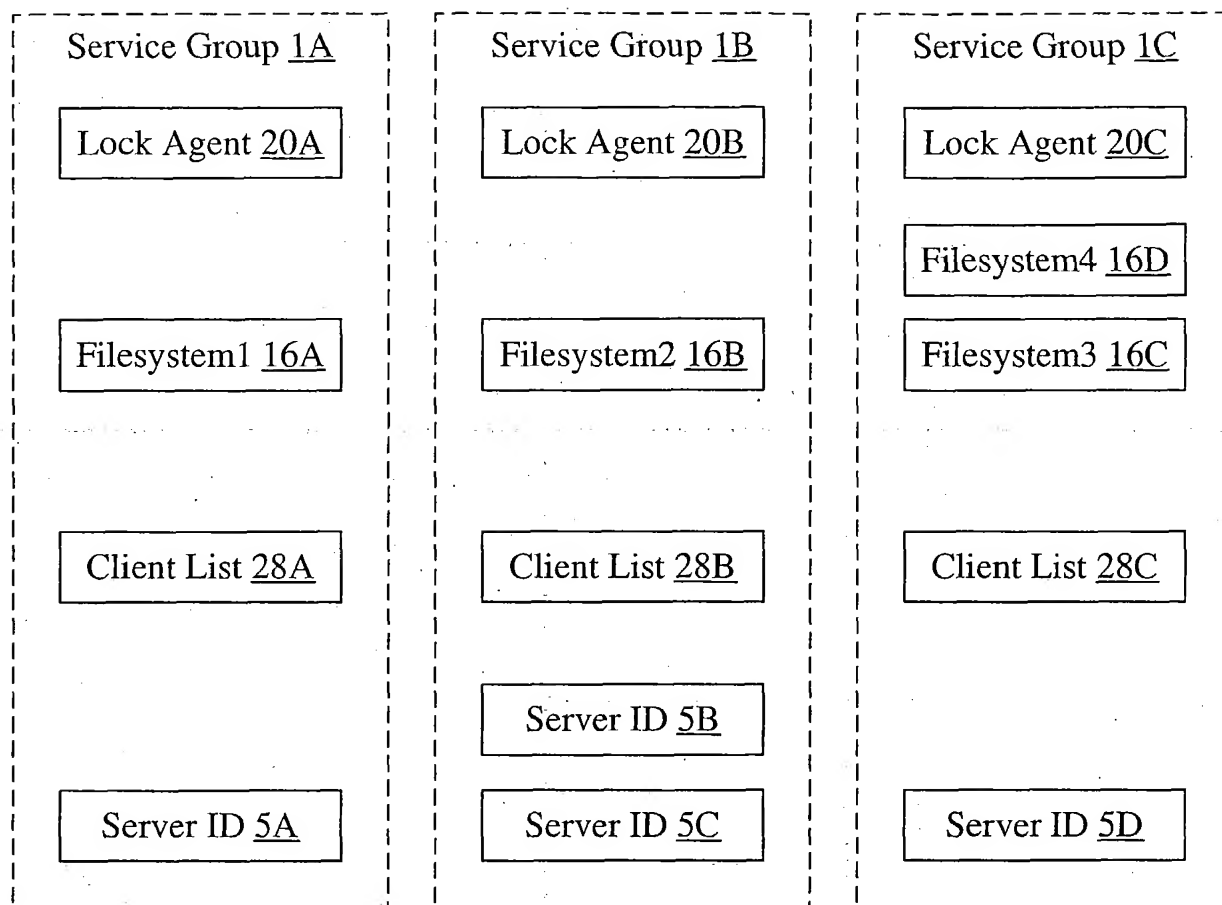 Service Group 1A
Lock Agent 20A
Filesystem1 16A
Client List 28A
Server ID 5A
Service Group 1B
Lock Agent 20B
Filesystem2 16B
Client List 28B
Server ID 5B
Server ID 5C
Service Group 1C
Lock Agent 20C
Filesystem4 16D
Filesystem3 16C
Client List 28C
Server ID 5D